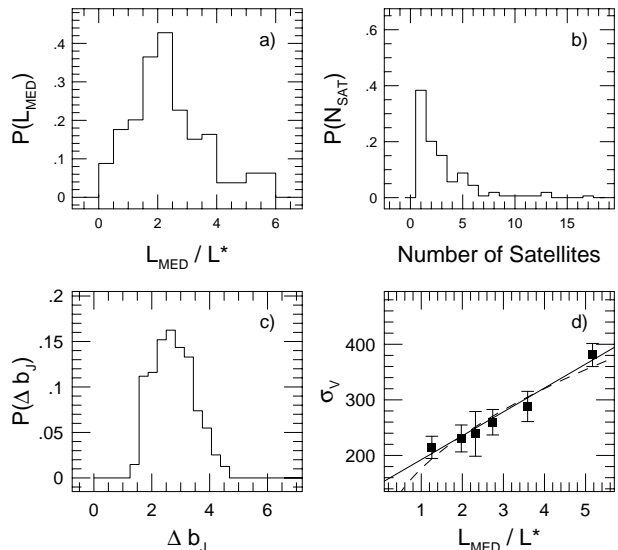 a)
P(L_MED)
.4
.3
.2
.1
0
0 2 4 6
L_MED / L*
b)
P(N_SAT)
.6
.4
.2
0
0 5 10 15
Number of Satellites
c)
P(Δ b_J)
.2
.15
.1
.05
0
0 2 4 6
Δ b_J
d)
σ_V
400
300
200
1 2 3 4 5
L_MED / L*